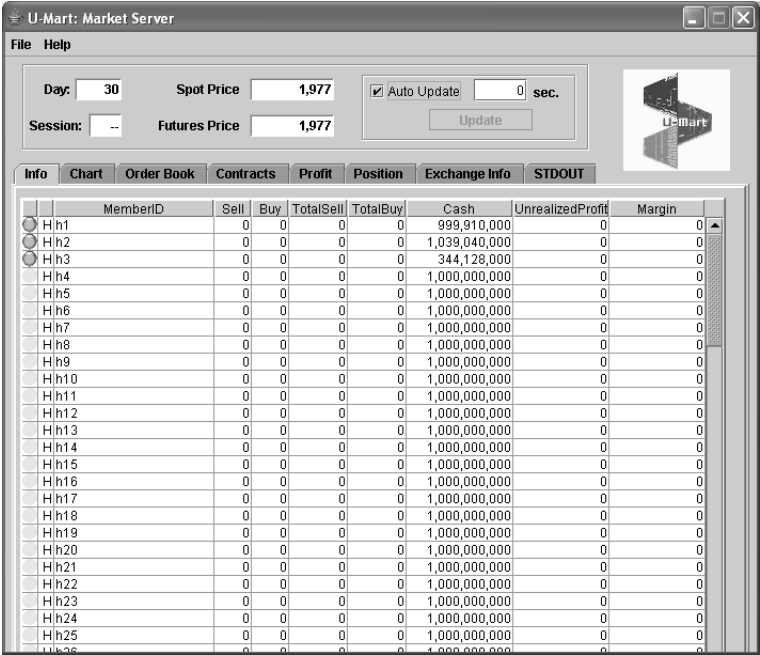 U-Mart: Market Server
File Help
Day: 30 Spot Price 1,977 Auto Update 0 sec.
Session: -- Futures Price 1,977 Update
U-Mart
Info Chart Order Book Contracts Profit Position Exchange Info STDOUT
MemberID Sell Buy TotalSell TotalBuy Cash UnrealizedProfit Margin
H h1 0 0 0 0 999,910,000 0 0
H h2 0 0 0 0 1,039,040,000 0 0
H h3 0 0 0 0 344,128,000 0 0
H h4 0 0 0 0 1,000,000,000 0 0
H h5 0 0 0 0 1,000,000,000 0 0
H h6 0 0 0 0 1,000,000,000 0 0
H h7 0 0 0 0 1,000,000,000 0 0
H h8 0 0 0 0 1,000,000,000 0 0
H h9 0 0 0 0 1,000,000,000 0 0
H h10 0 0 0 0 1,000,000,000 0 0
H h11 0 0 0 0 1,000,000,000 0 0
H h12 0 0 0 0 1,000,000,000 0 0
H h13 0 0 0 0 1,000,000,000 0 0
H h14 0 0 0 0 1,000,000,000 0 0
H h15 0 0 0 0 1,000,000,000 0 0
H h16 0 0 0 0 1,000,000,000 0 0
H h17 0 0 0 0 1,000,000,000 0 0
H h18 0 0 0 0 1,000,000,000 0 0
H h19 0 0 0 0 1,000,000,000 0 0
H h20 0 0 0 0 1,000,000,000 0 0
H h21 0 0 0 0 1,000,000,000 0 0
H h22 0 0 0 0 1,000,000,000 0 0
H h23 0 0 0 0 1,000,000,000 0 0
H h24 0 0 0 0 1,000,000,000 0 0
H h25 0 0 0 0 1,000,000,000 0 0